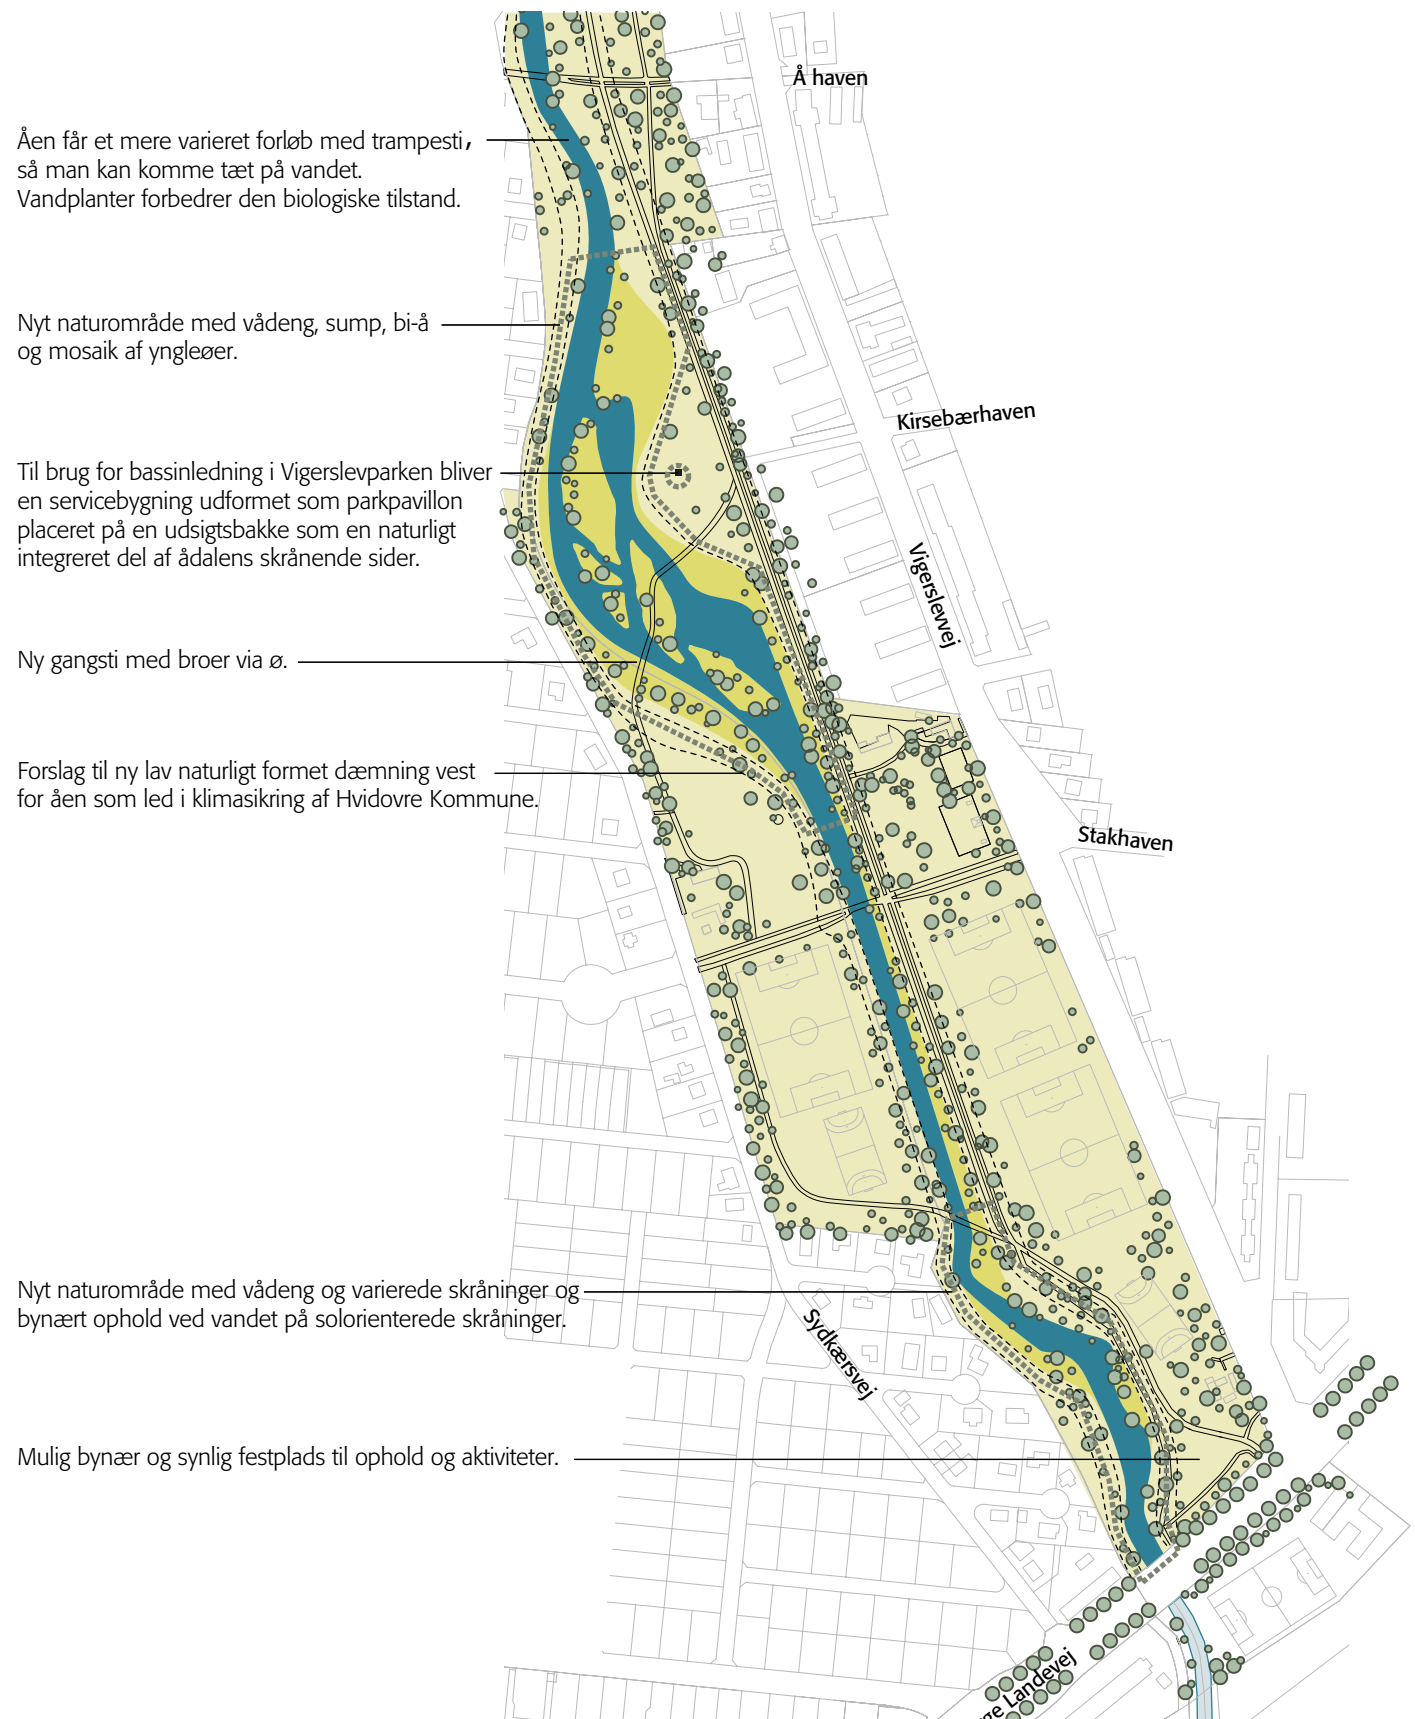 Å haven
Åen får et mere varieret forløb med trampesti,
så man kan komme tæt på vandet.
Vandplanter forbedrer den biologiske tilstand.
Nyt naturområde med vådeng, sump, bi-å
og mosaik af yngleøer.
Kirsebærhaven
Til brug for bassinledning i Vigerslevparken bliver
en servicebygning udformet som parkpavillon
placeret på en udsigtsbakke som en naturligt
integreret del af ådalens skrånende sider.
Vigerslevvej
Ny gangsti med broer via ø.
Forslag til ny lav naturligt formet dæmning vest
for åen som led i klimasikring af Hvidovre Kommune.
Stakhaven
Nyt naturområde med vådeng og varierede skråninger og
bynært ophold ved vandet på solorienterede skråninger.
Sydkærsvej
Mulig bynær og synlig festplads til ophold og aktiviteter.
Landevej